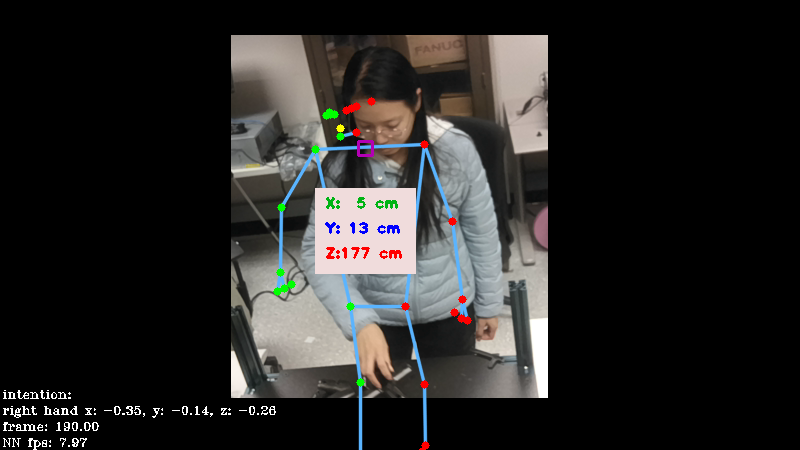 FANUC
X: 5 cm
Y: 13 cm
Z:177 cm
intention:
right hand x: −0.35, y: −0.14, z: −0.26
frame: 190.00
NN fps: 7.97